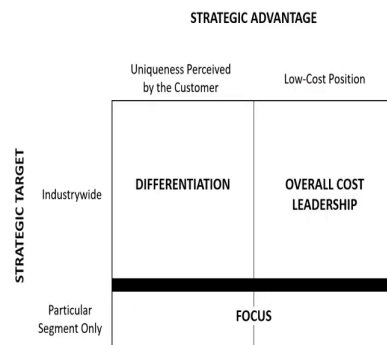 STRATEGIC ADVANTAGE
Uniqueness Perceived
by the Customer
Low-Cost Position
STRATEGIC TARGET
Industrywide
DIFFERENTIATION
OVERALL COST
LEADERSHIP
Particular
Segment Only
FOCUS